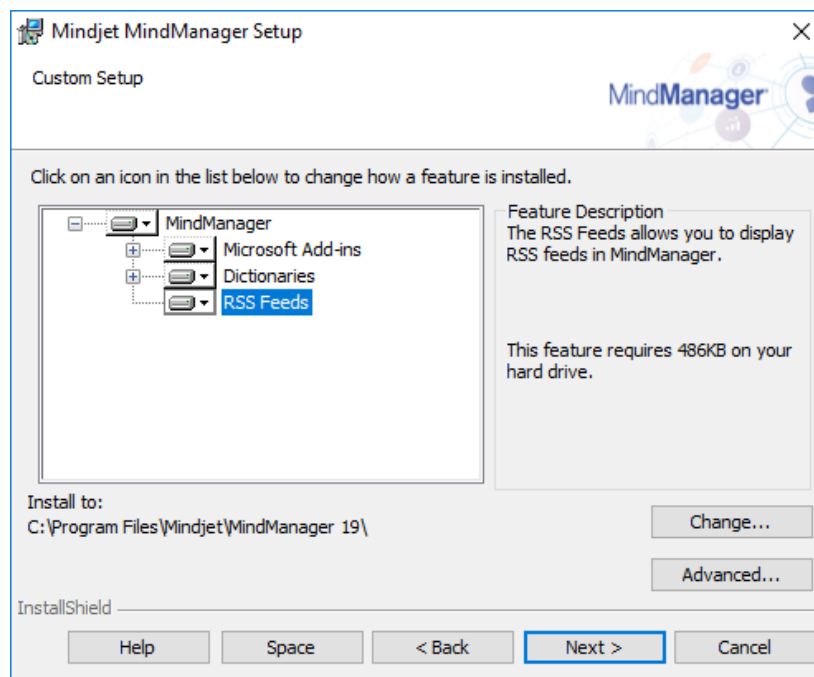 Mindjet MindManager Setup
Custom Setup
MindManager
Click on an icon in the list below to change how a feature is installed.
MindManager
Microsoft Add-ins
Dictionaries
RSS Feeds
Feature Description
The RSS Feeds allows you to display
RSS feeds in MindManager.
This feature requires 486KB on your
hard drive.
Install to:
C:\Program Files\Mindjet\MindManager 19\
Change...
Advanced...
InstallShield
Help
Space
< Back
Next >
Cancel